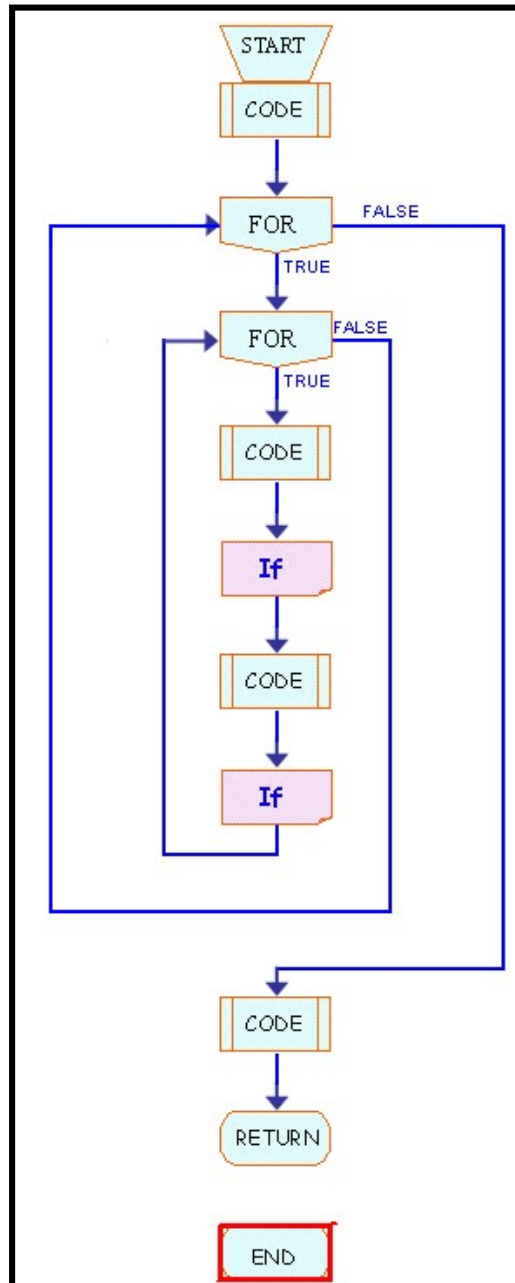 START
CODE
FOR
FALSE
TRUE
FOR
FALSE
TRUE
CODE
If
CODE
If
CODE
RETURN
END